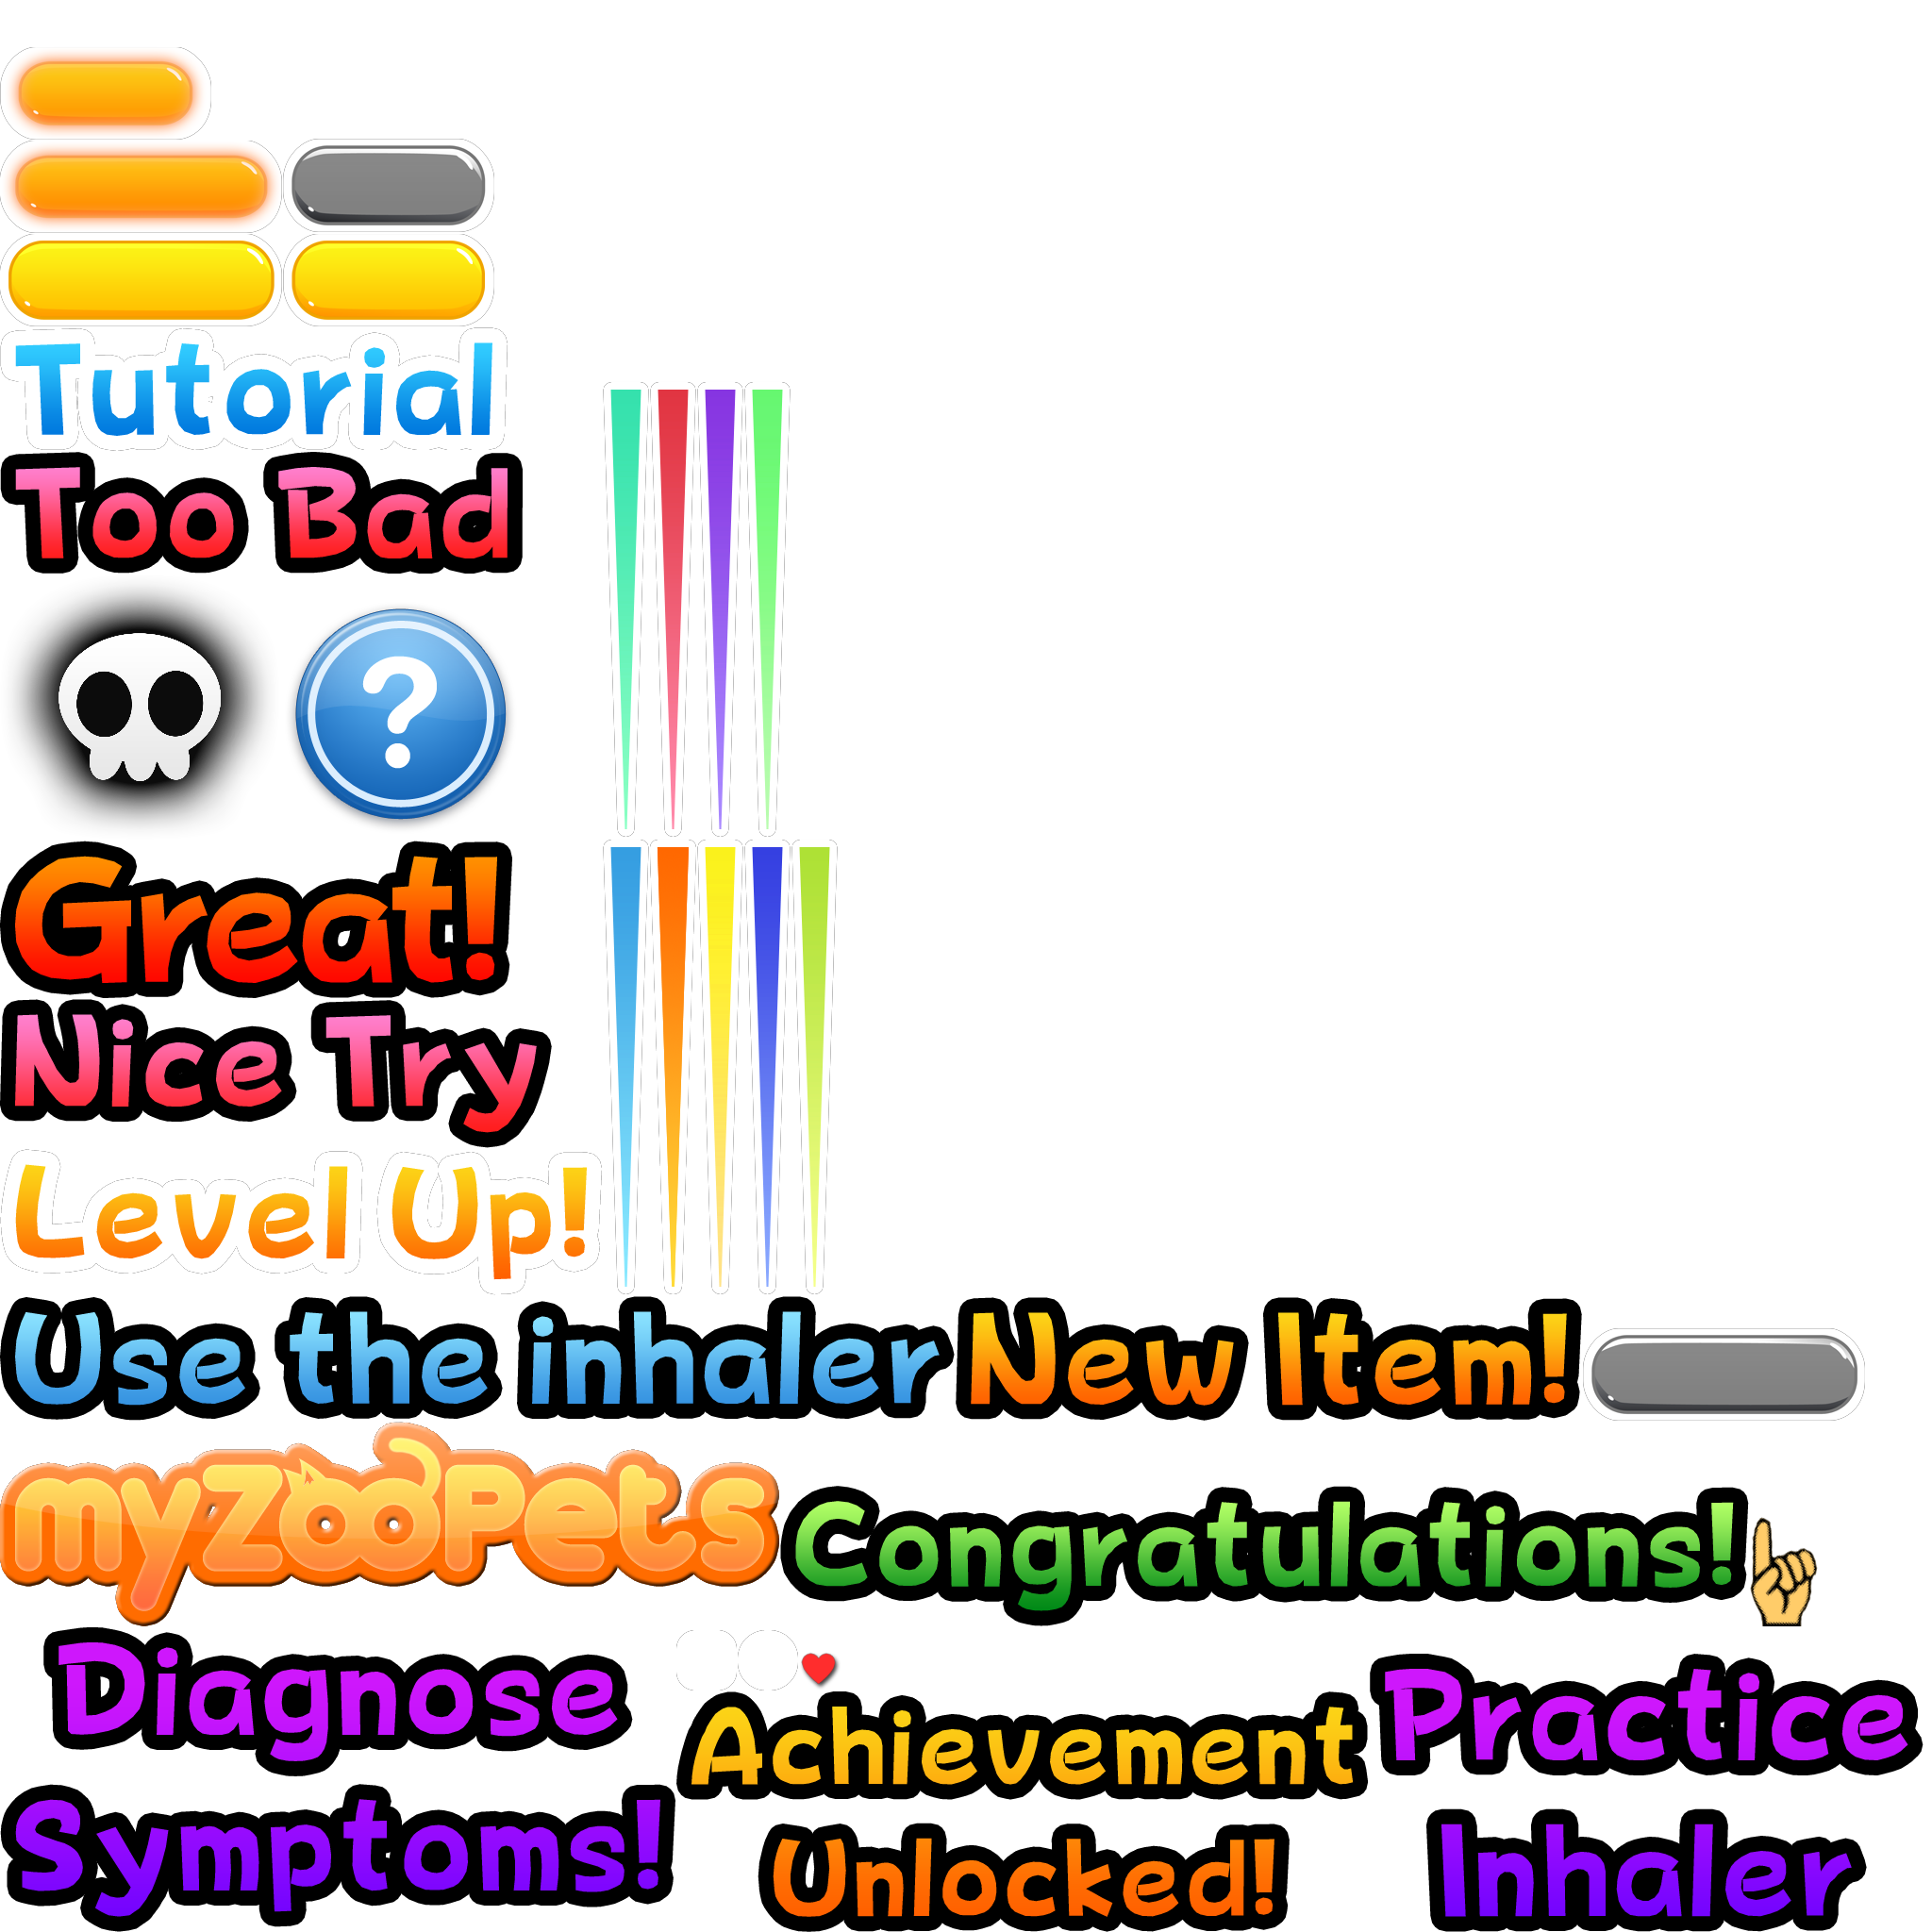 Tutorial
Too Bad
?
Great!
Nice Try
Level Up!
Use the inhaler
New Item!
myZooPets
Congratulations!
Diagnose
Symptoms!
Achievement
Unlocked!
Practice
Inhaler